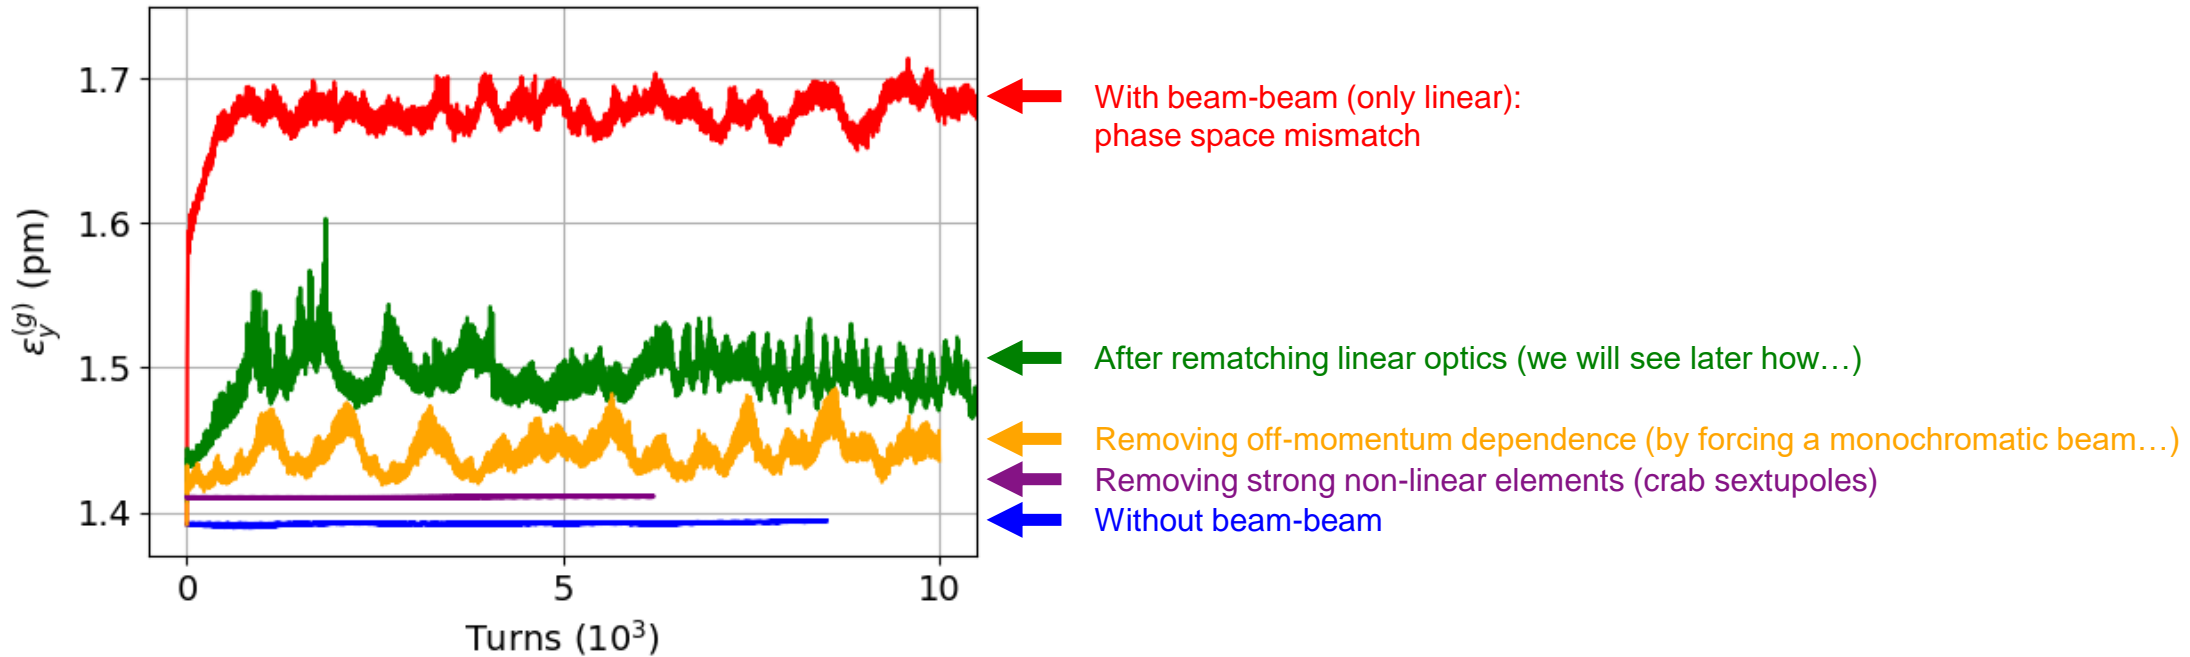 1.7
1.6
1.5
1.4
εy(g) (pm)
0 5 10
Turns (10³)
With beam-beam (only linear):
phase space mismatch
After rematching linear optics (we will see later how…)
Removing off-momentum dependence (by forcing a monochromatic beam…)
Removing strong non-linear elements (crab sextupoles)
Without beam-beam